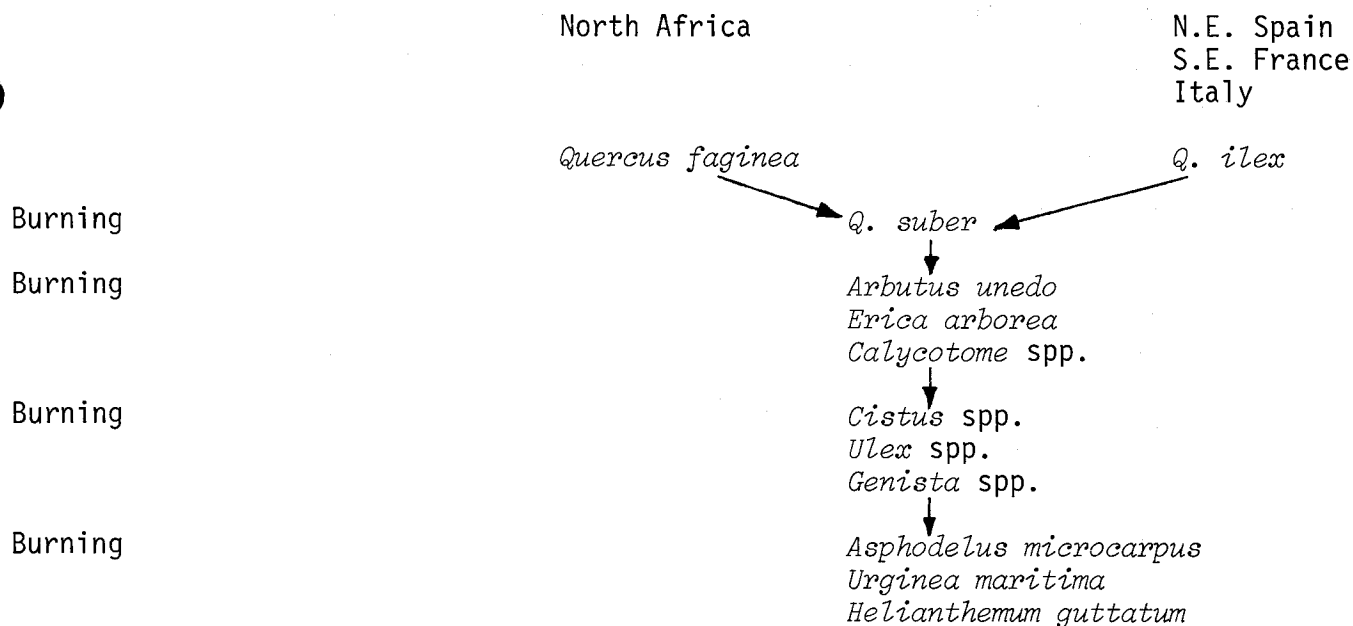 North Africa N.E. Spain
S.E. France
Italy
Quercus faginea Q. ilex
Burning Q. suber
Burning Arbutus unedo
Erica arborea
Calycotome spp.
Burning Cistus spp.
Ulex spp.
Genista spp.
Burning Asphodelus microcarpus
Urginea maritima
Helianthemum guttatum